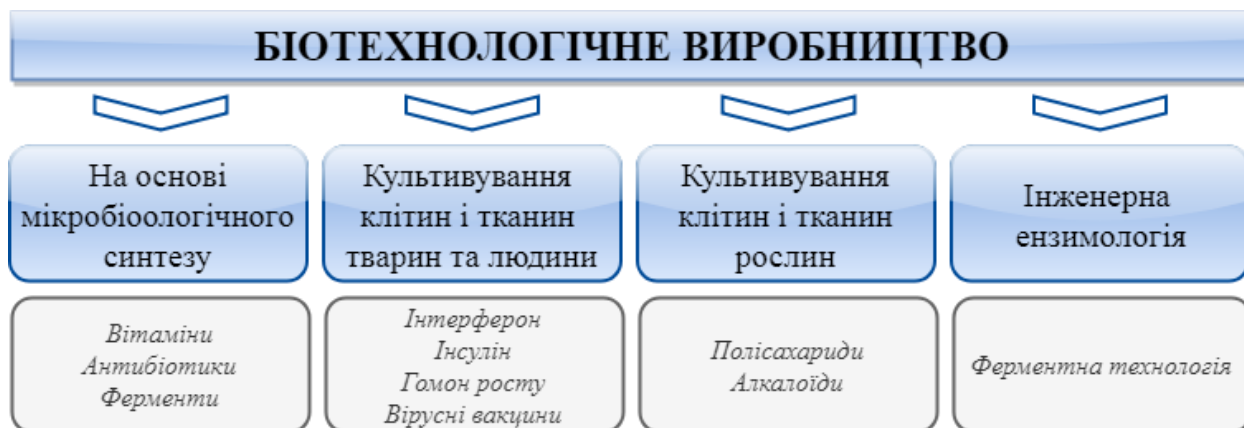 БІОТЕХНОЛОГІЧНЕ ВИРОБНИЦТВО
На основі
мікробіоологічного
синтезу
Культивування
клітин і тканин
тварин та людини
Культивування
клітин і тканин
рослин
Інженерна
ензимологія
Вітаміни
Антибіотики
Ферменти
Інтерферон
Інсулін
Гомон росту
Вірусні вакцини
Полісахариди
Алкалоїди
Ферментна технологія